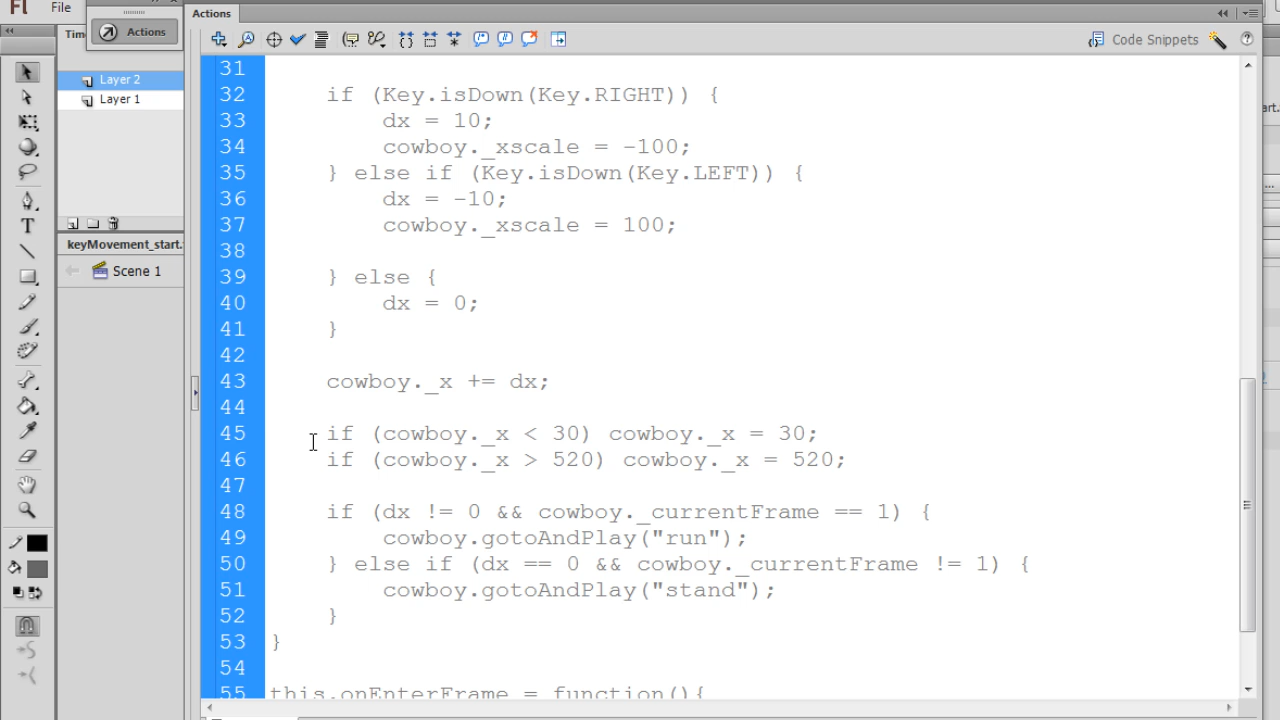 Fl File
Actions
Actions
Time
Code Snippets
Layer 2
Layer 1
keyMovement_start.
Scene 1
31
32 if (Key.isDown(Key.RIGHT)) {
33 dx = 10;
34 cowboy._xscale = -100;
35 } else if (Key.isDown(Key.LEFT)) {
36 dx = -10;
37 cowboy._xscale = 100;
38
39 } else {
40 dx = 0;
41 }
42
43 cowboy._x += dx;
44
45 if (cowboy._x < 30) cowboy._x = 30;
46 if (cowboy._x > 520) cowboy._x = 520;
47
48 if (dx != 0 && cowboy._currentFrame == 1) {
49 cowboy.gotoAndPlay("run");
50 } else if (dx == 0 && cowboy._currentFrame != 1) {
51 cowboy.gotoAndPlay("stand");
52 }
53 }
54
55 this.onEnterFrame = function(){